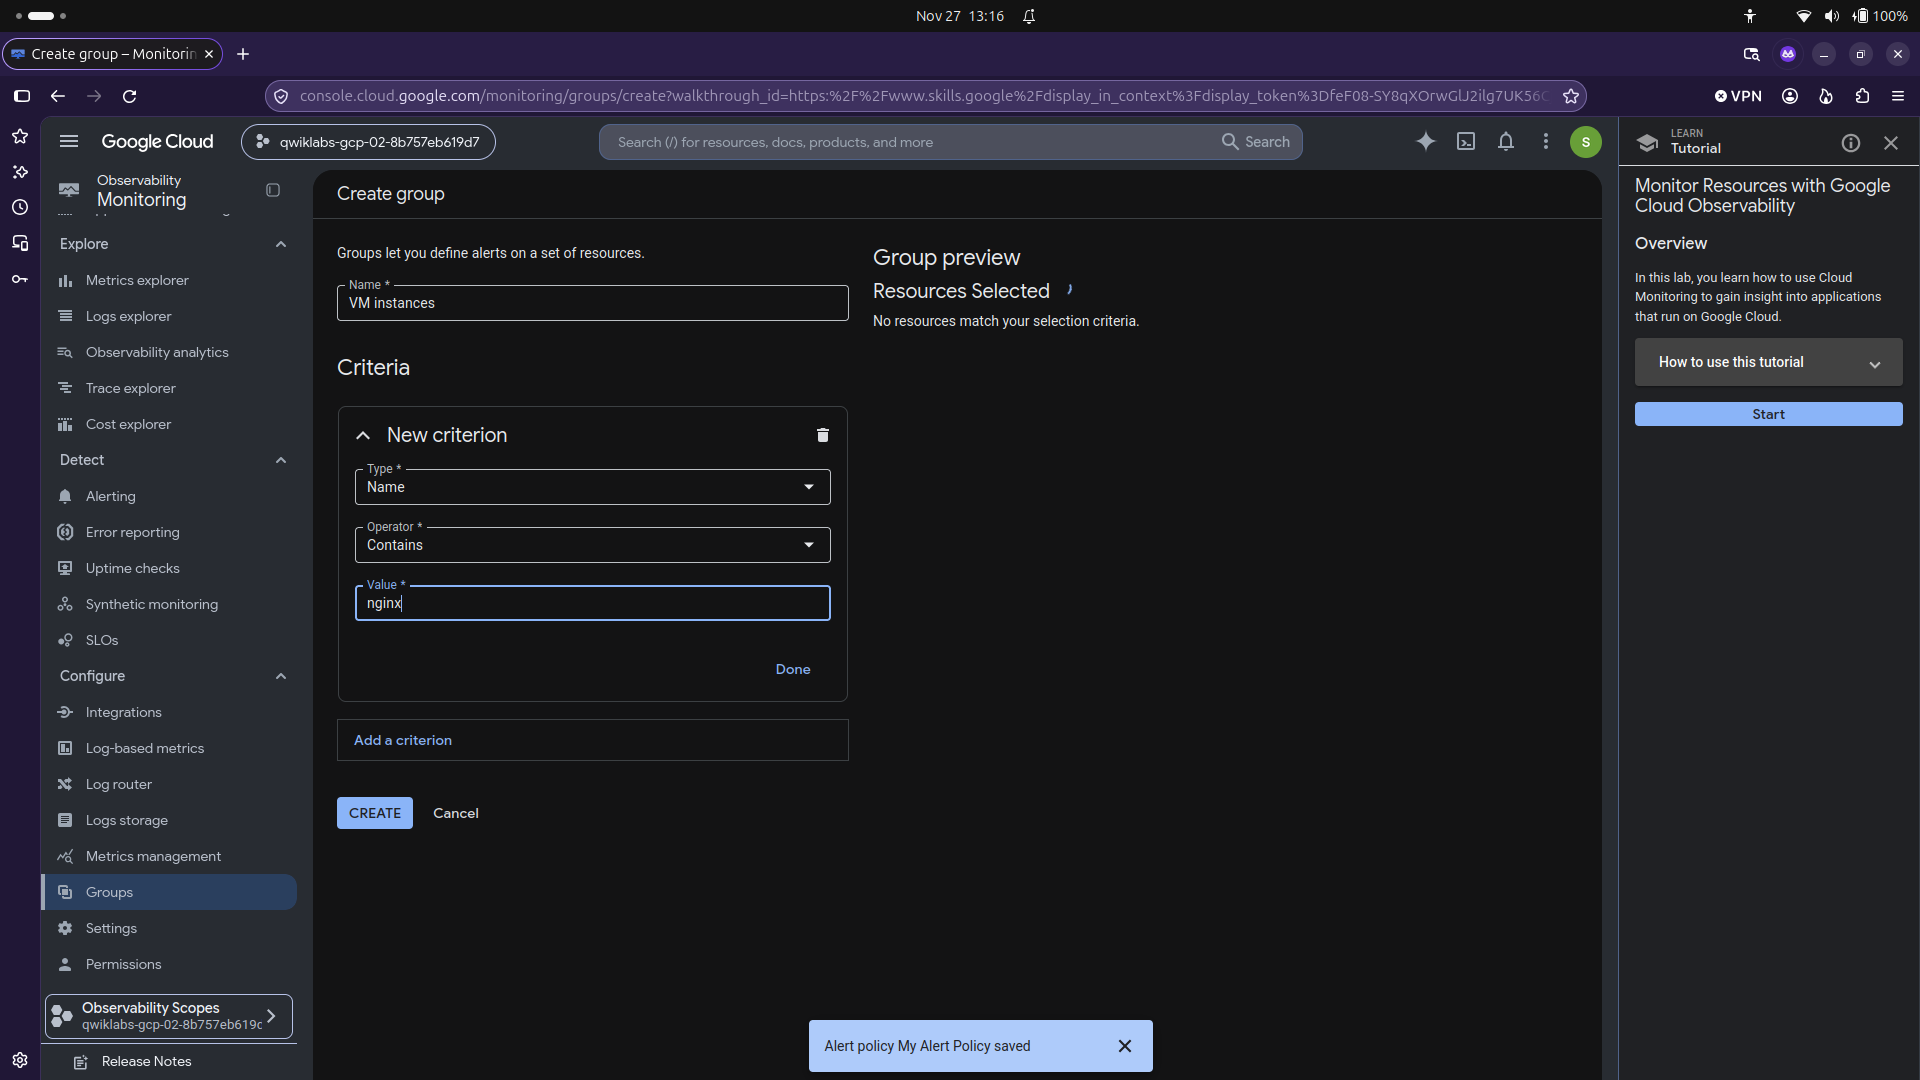 Nov 27 13:16
100%
Create group – Monitorin
console.cloud.google.com/monitoring/groups/create?walkthrough_id=https:%2F%2Fwww.skills.google%2Fdisplay_in_context%3Fdisplay_token%3DfeF08-SY8qXOrwGlJ2ilg7UK56C
VPN
Google Cloud
qwiklabs-gcp-02-8b757eb619d7
Search (/) for resources, docs, products, and more
Search
S
Observability
Monitoring
Explore
Metrics explorer
Logs explorer
Observability analytics
Trace explorer
Cost explorer
Detect
Alerting
Error reporting
Uptime checks
Synthetic monitoring
SLOs
Configure
Integrations
Log-based metrics
Log router
Logs storage
Metrics management
Groups
Settings
Permissions
Observability Scopes
qwiklabs-gcp-02-8b757eb619c
Release Notes
Create group
Groups let you define alerts on a set of resources.
Name *
VM instances
Criteria
New criterion
Type *
Name
Operator *
Contains
Value *
nginx
Done
Add a criterion
CREATE
Cancel
Group preview
Resources Selected
No resources match your selection criteria.
Alert policy My Alert Policy saved
LEARN
Tutorial
Monitor Resources with Google
Cloud Observability
Overview
In this lab, you learn how to use Cloud
Monitoring to gain insight into applications
that run on Google Cloud.
How to use this tutorial
Start